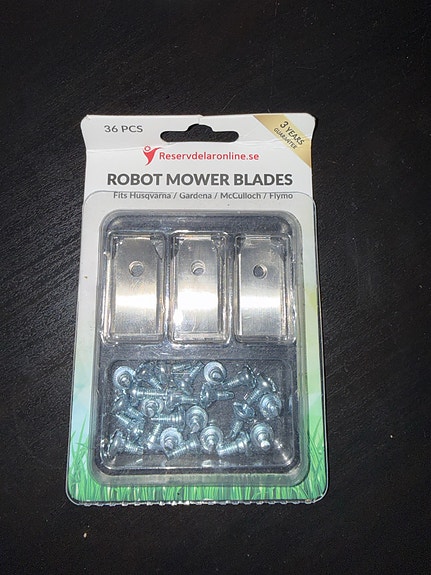 36 PCS
3 YEARS
GUARANTEE
Reservdelaronline.se
ROBOT MOWER BLADES
Fits Husqvarna / Gardena / McCulloch / Flymo